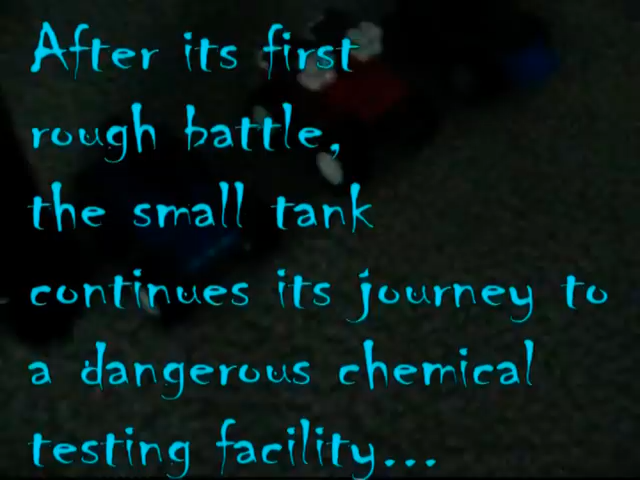 After its first
rough battle,
the small tank
continues its journey to
a dangerous chemical
testing facility...